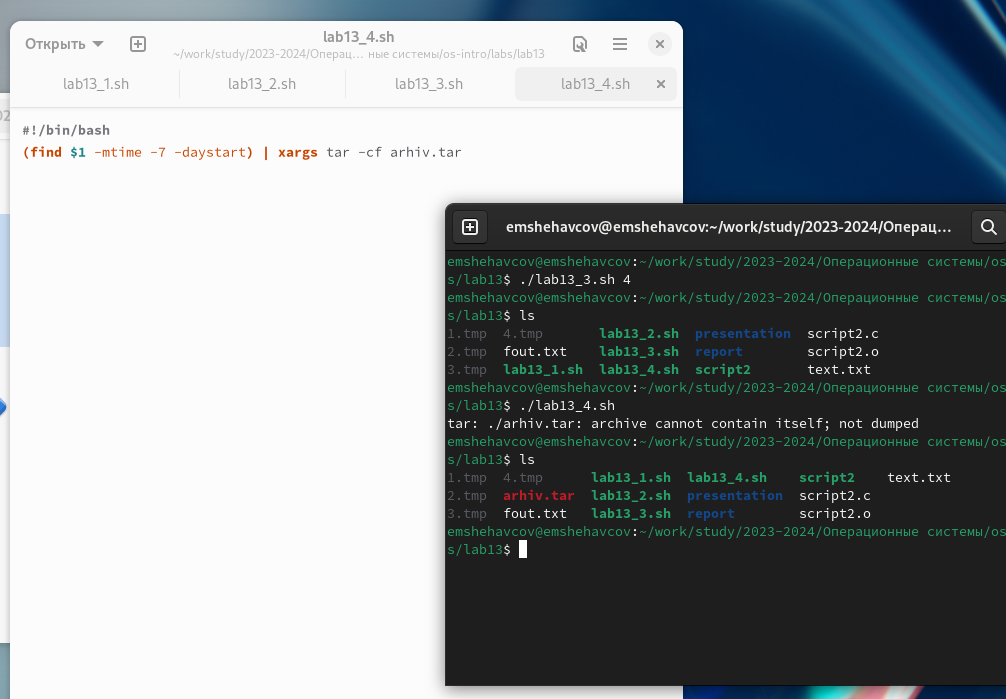 Открыть
lab13_4.sh
~/work/study/2023-2024/Операц… ные системы/os-intro/labs/lab13
lab13_1.sh
lab13_2.sh
lab13_3.sh
lab13_4.sh
#!/bin/bash
(find $1 -mtime -7 -daystart) | xargs tar -cf arhiv.tar
emshehavcov@emshehavcov:~/work/study/2023-2024/Операц...
emshehavcov@emshehavcov:~/work/study/2023-2024/Операционные системы/os
s/lab13$ ./lab13_3.sh 4
emshehavcov@emshehavcov:~/work/study/2023-2024/Операционные системы/os
s/lab13$ ls
1.tmp 4.tmp lab13_2.sh presentation script2.c
2.tmp fout.txt lab13_3.sh report script2.o
3.tmp lab13_1.sh lab13_4.sh script2 text.txt
emshehavcov@emshehavcov:~/work/study/2023-2024/Операционные системы/os
s/lab13$ ./lab13_4.sh
tar: ./arhiv.tar: archive cannot contain itself; not dumped
emshehavcov@emshehavcov:~/work/study/2023-2024/Операционные системы/os
s/lab13$ ls
1.tmp 4.tmp lab13_1.sh lab13_4.sh script2 text.txt
2.tmp arhiv.tar lab13_2.sh presentation script2.c
3.tmp fout.txt lab13_3.sh report script2.o
emshehavcov@emshehavcov:~/work/study/2023-2024/Операционные системы/os
s/lab13$